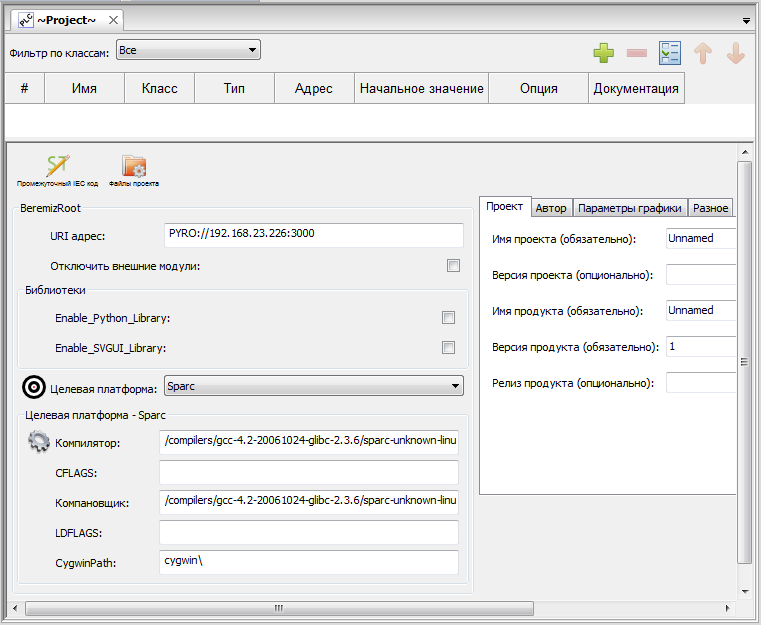 ~Project~
Фильтр по классам: Все
# Имя Класс Тип Адрес Начальное значение Опция Документация
Промежуточный IEC код Файлы проекта
BeremizRoot
URI адрес: PYRO://192.168.23.226:3000
Отключить внешние модули:
Библиотеки
Enable_Python_Library:
Enable_SVGUI_Library:
Целевая платформа: Sparc
Целевая платформа - Sparc
Компилятор: /compilers/gcc-4.2-20061024-glibc-2.3.6/sparc-unknown-linu
CFLAGS:
Компановщик: /compilers/gcc-4.2-20061024-glibc-2.3.6/sparc-unknown-linu
LDFLAGS:
CygwinPath: cygwin\
Проект Автор Параметры графики Разное
Имя проекта (обязательно): Unnamed
Версия проекта (опционально):
Имя продукта (обязательно): Unnamed
Версия продукта (обязательно): 1
Релиз продукта (опционально):